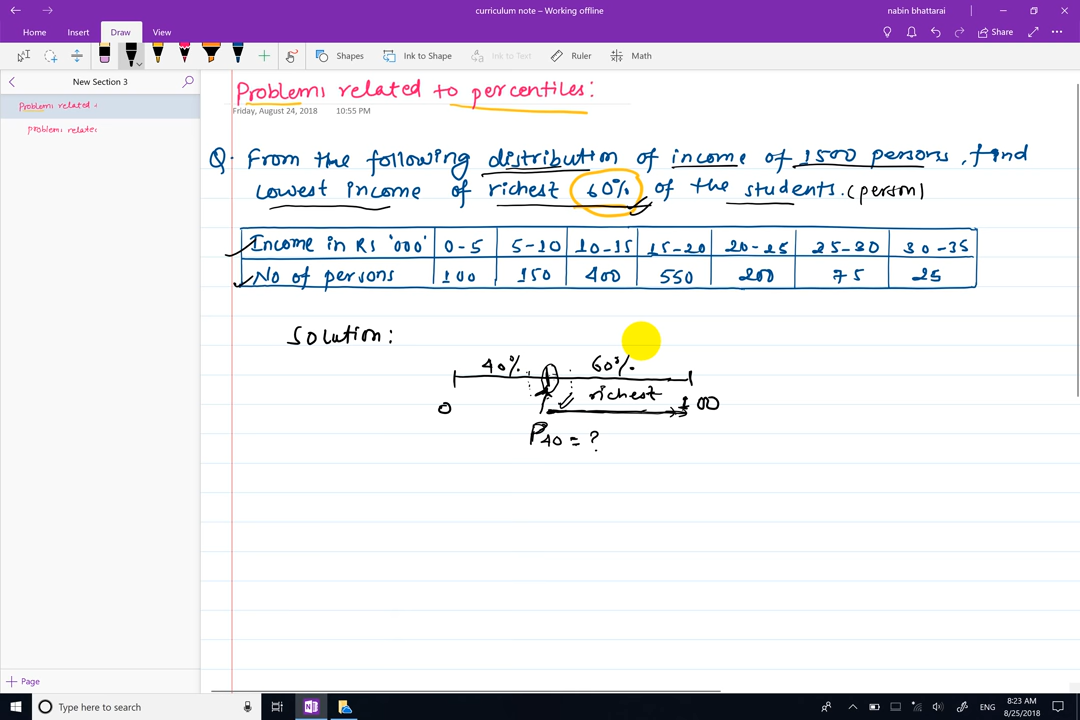 curriculum note – Working offline
nabin bhattarai
Home Insert Draw View
Share
Shapes Ink to Shape Ink to Text Ruler Math
New Section 3
Problems related
Problems relate
Page
Problems related to percentiles:
Friday, August 24, 2018 10:55 PM
Q. From the following distribution of income of 1500 persons, find
Lowest income of richest 60% of the students. (person)
Income in Rs '000' 0-5 5-10 10-15 15-20 20-25 25-30 30-35
No of persons 100 150 400 550 200 75 25
Solution:
40% 60%
richest
0 100
P40 = ?
Type here to search
ENG
8:23 AM
8/25/2018